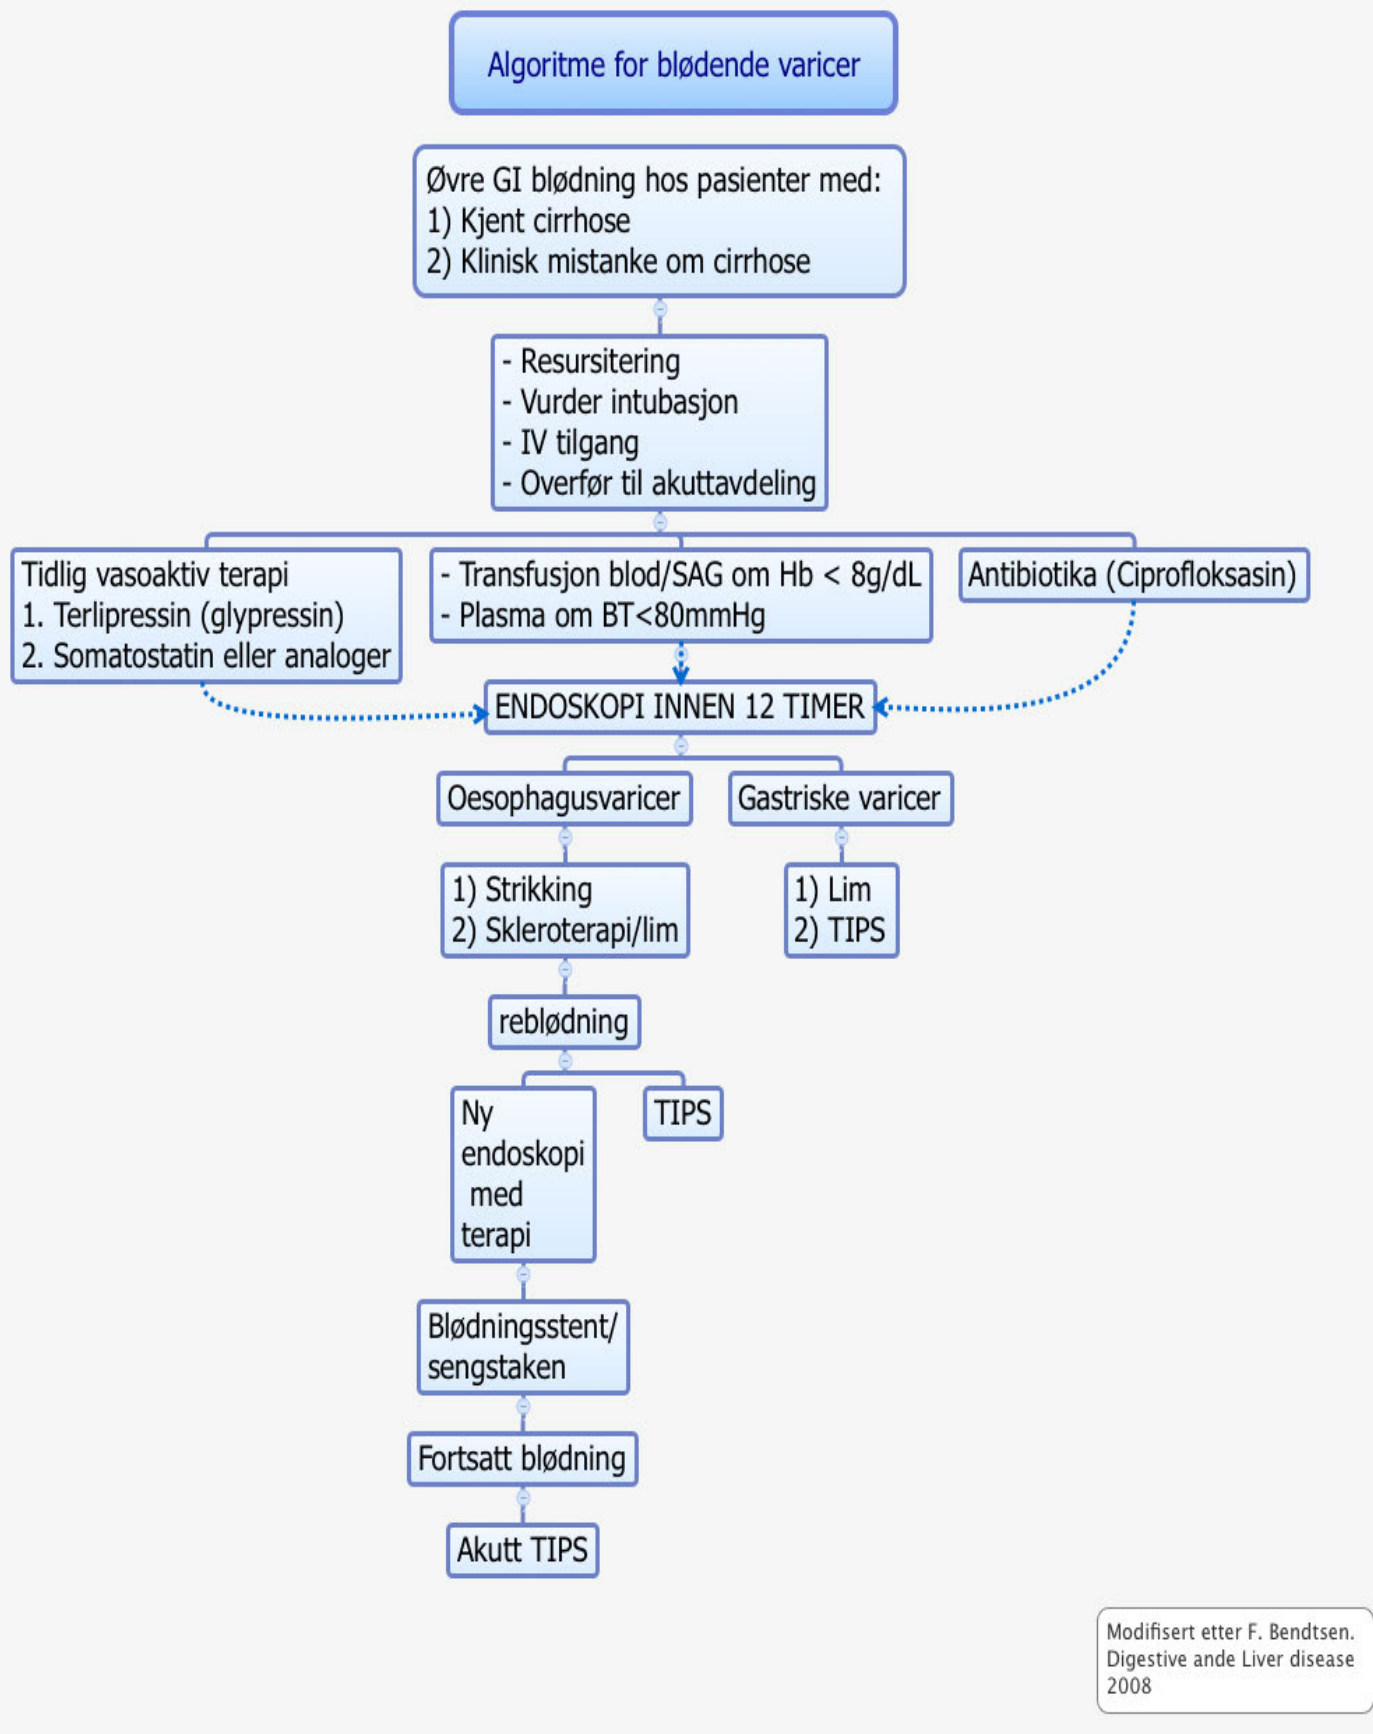 Algoritme for blødende varicer
Øvre GI blødning hos pasienter med:
1) Kjent cirrhose
2) Klinisk mistanke om cirrhose
- Resursitering
- Vurder intubasjon
- IV tilgang
- Overfør til akuttavdeling
Tidlig vasoaktiv terapi
1. Terlipressin (glypressin)
2. Somatostatin eller analoger
- Transfusjon blod/SAG om Hb < 8g/dL
- Plasma om BT<80mmHg
Antibiotika (Ciprofloksasin)
ENDOSKOPI INNEN 12 TIMER
Oesophagusvaricer
Gastriske varicer
1) Strikking
2) Skleroterapi/lim
1) Lim
2) TIPS
reblødning
Ny
endoskopi
med
terapi
TIPS
Blødningsstent/
sengstaken
Fortsatt blødning
Akutt TIPS
Modifisert etter F. Bendtsen.
Digestive ande Liver disease
2008